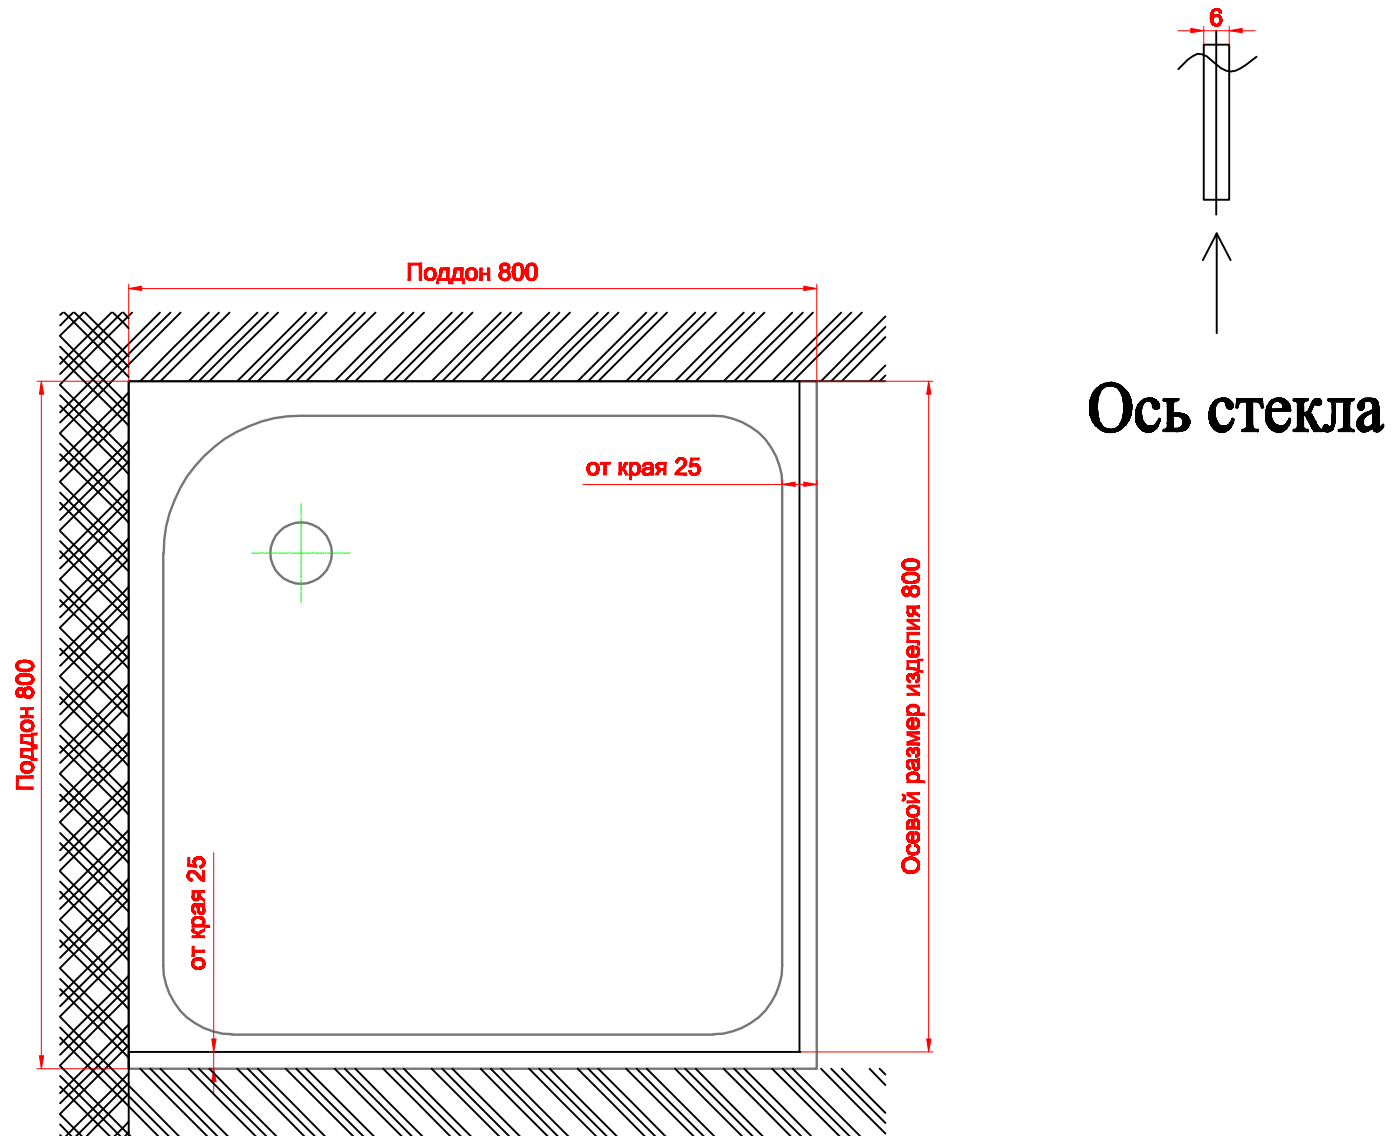 6
Поддон 800
Ось стекла
от края 25
Осевой размер изделия 800
Поддон 800
от края 25